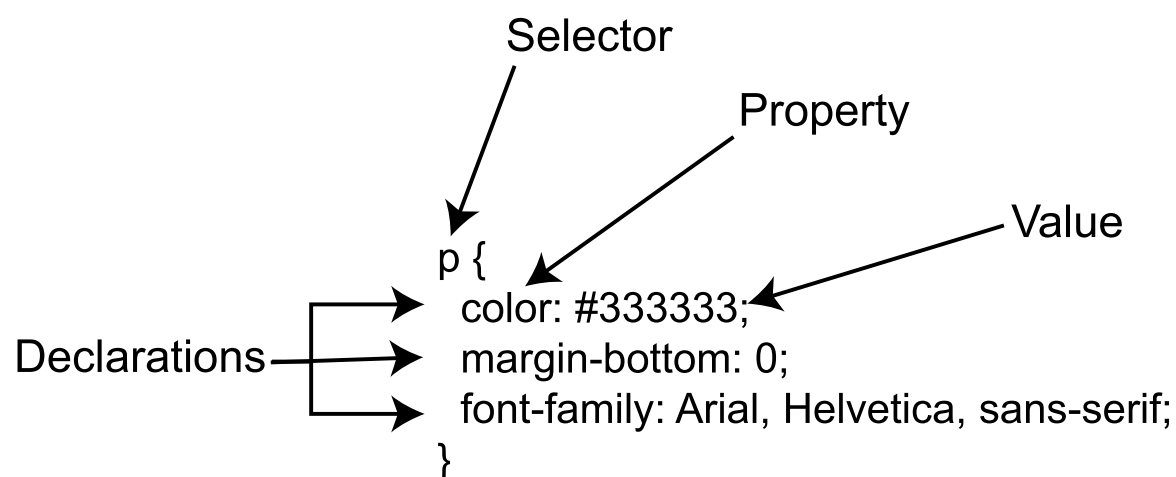 Selector
Property
Value
p {
color: #333333;
Declarations
margin-bottom: 0;
font-family: Arial, Helvetica, sans-serif;
}